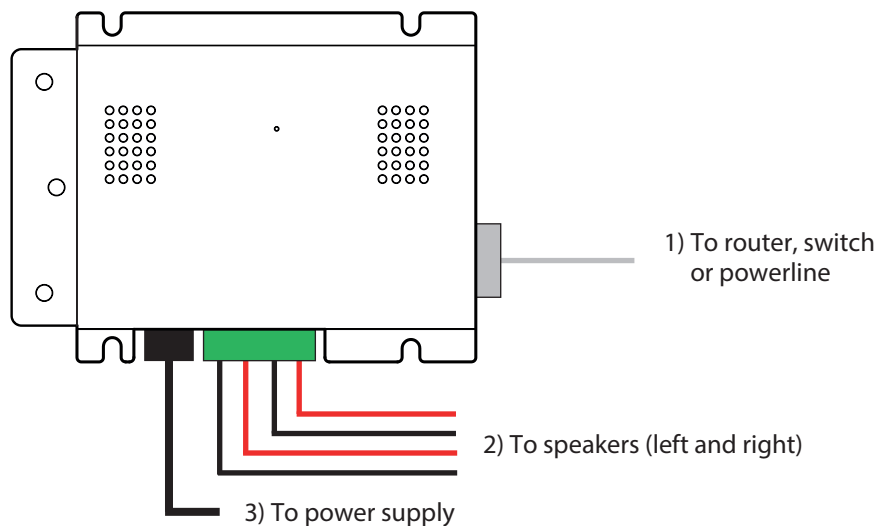 1) To router, switch
or powerline
2) To speakers (left and right)
3) To power supply